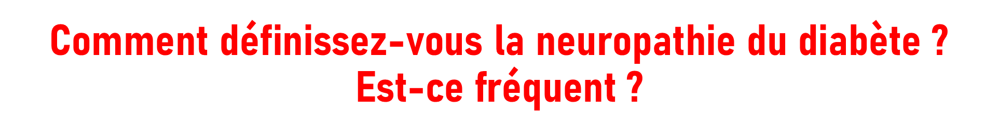 Comment définissez-vous la neuropathie du diabète ?
Est-ce fréquent ?